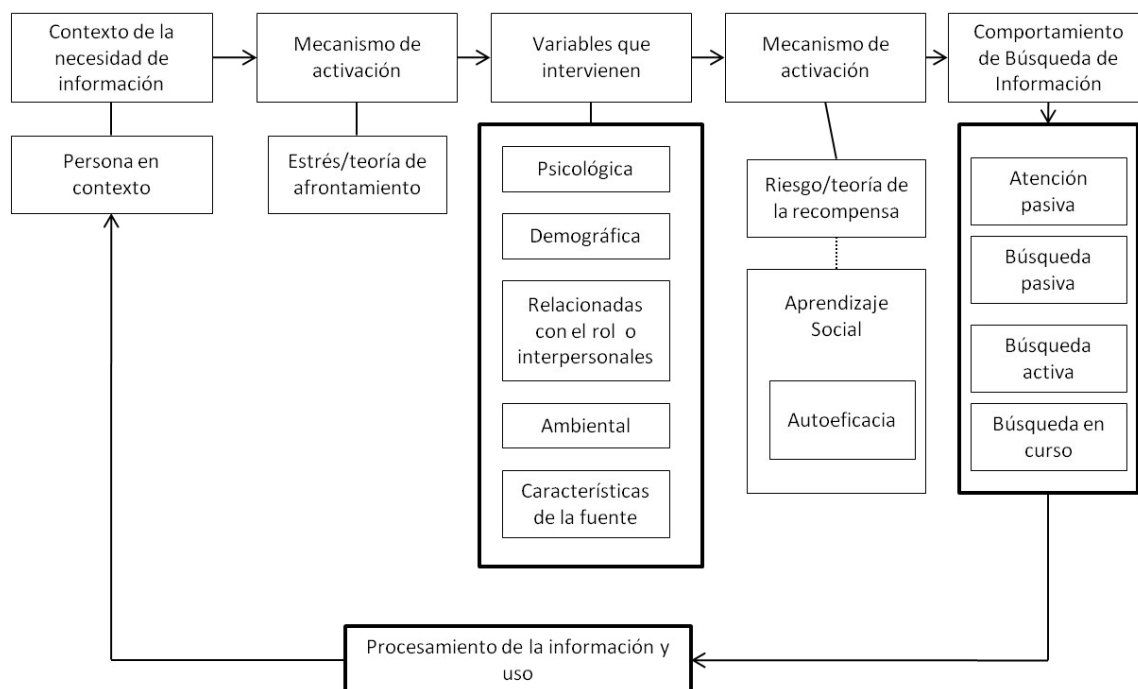 Contexto de la
necesidad de
información
Mecanismo de
activación
Variables que
intervienen
Mecanismo de
activación
Comportamiento
de Búsqueda de
Información
Persona en
contexto
Estrés/teoría de
afrontamiento
Psicológica
Demográfica
Relacionadas
con el rol o
interpersonales
Ambiental
Características
de la fuente
Riesgo/teoría de
la recompensa
Aprendizaje
Social
Autoeficacia
Atención
pasiva
Búsqueda
pasiva
Búsqueda
activa
Búsqueda en
curso
Procesamiento de la información y
uso